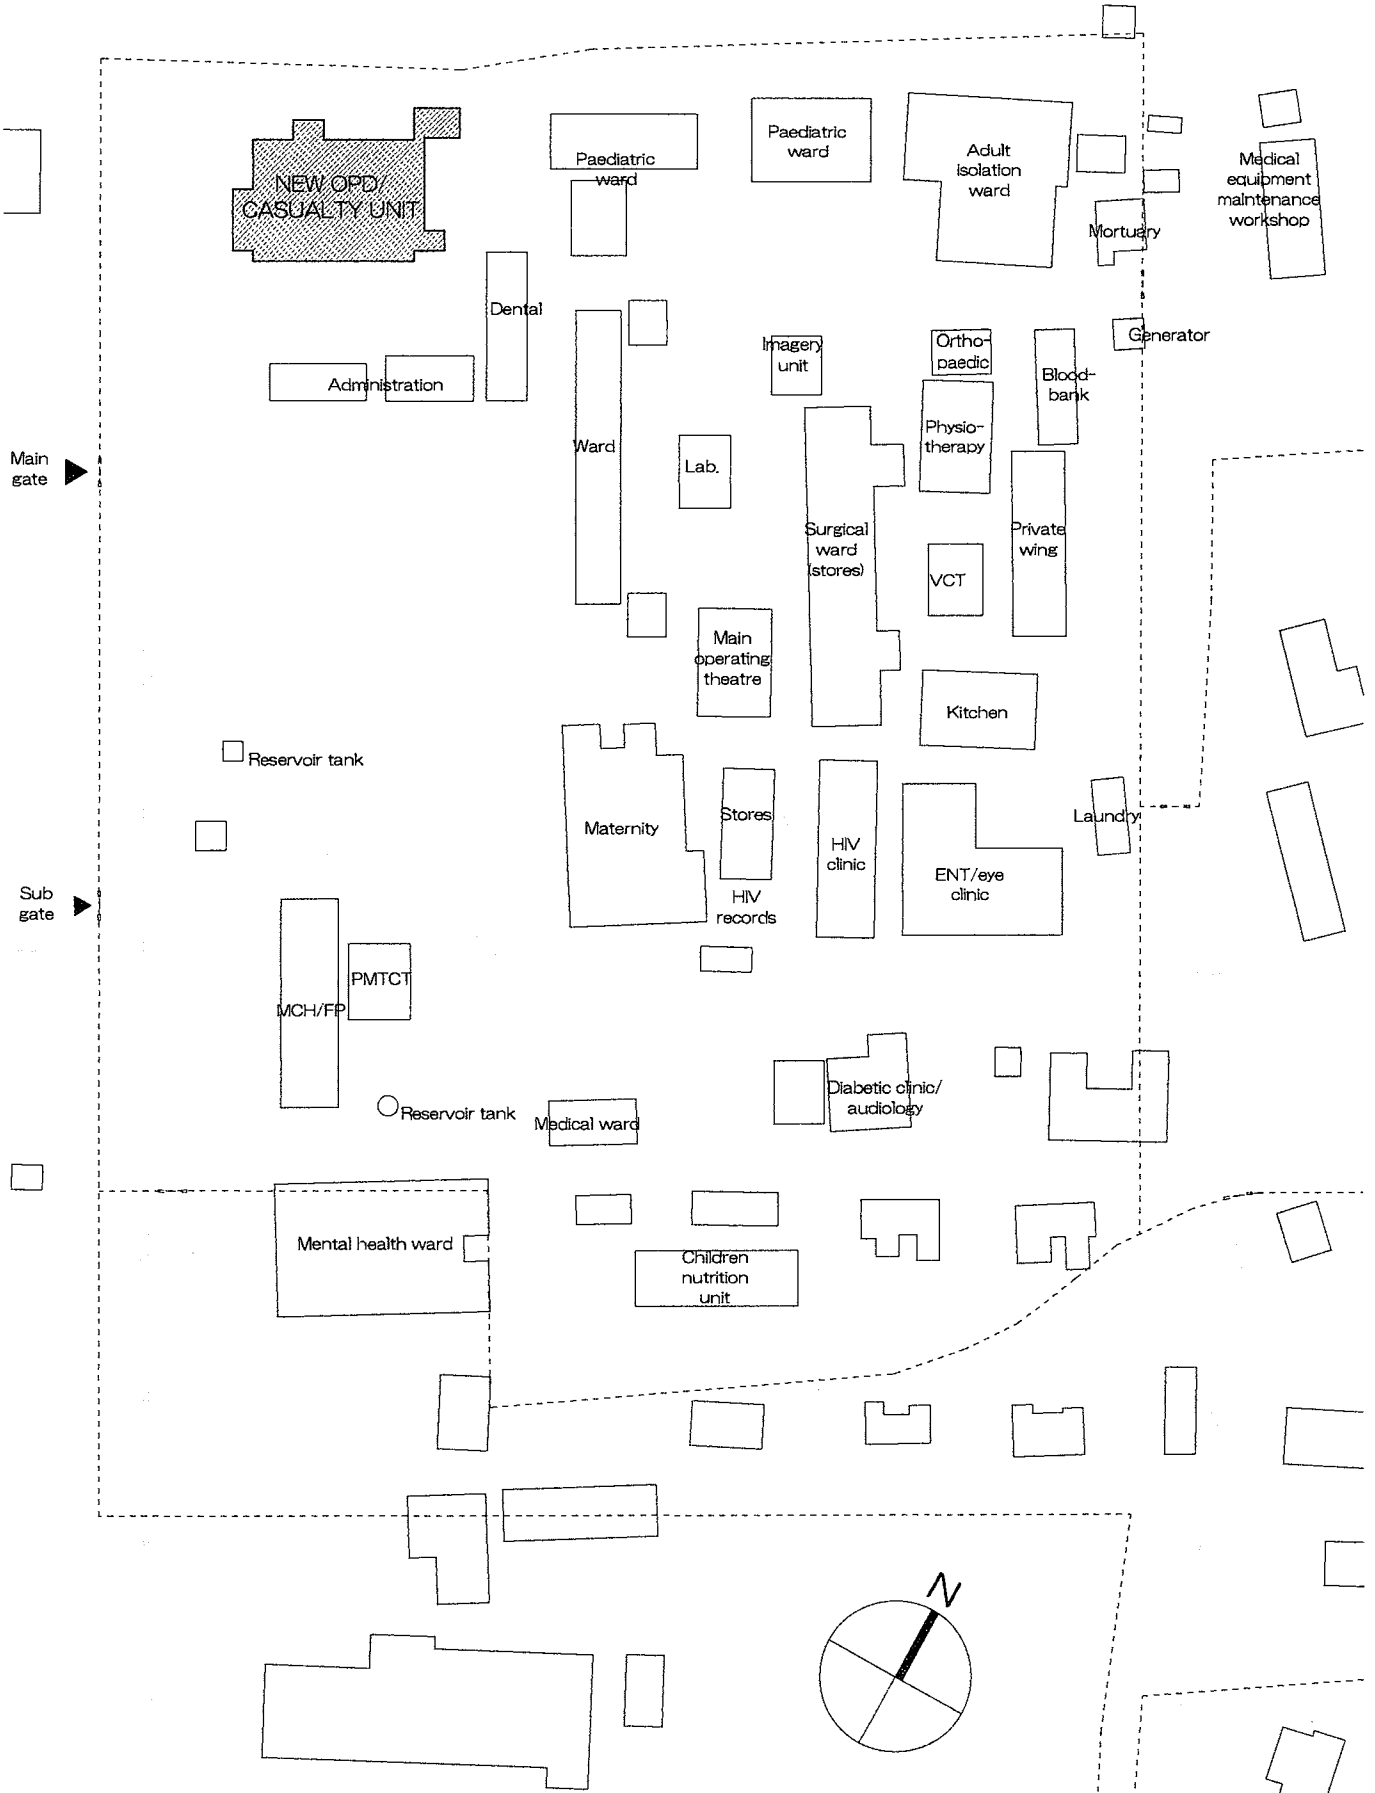 NEW OPD/
CASUALTY UNIT
Paediatric
ward
Paediatric
ward
Adult
isolation
ward
Mortuary
Medical
equipment
maintenance
workshop
Dental
Administration
Imagery
unit
Ortho-
paedic
Blood-
bank
Generator
Main
gate
Ward
Lab.
Physio-
therapy
Surgical
ward
(stores)
Private
wing
VCT
Main
operating
theatre
Kitchen
Reservoir tank
Maternity
Stores
HIV
clinic
Laundry
ENT/eye
clinic
Sub
gate
HIV
records
PMTCT
MCH/FP
Reservoir tank
Medical ward
Diabetic clinic/
audiology
Mental health ward
Children
nutrition
unit
N